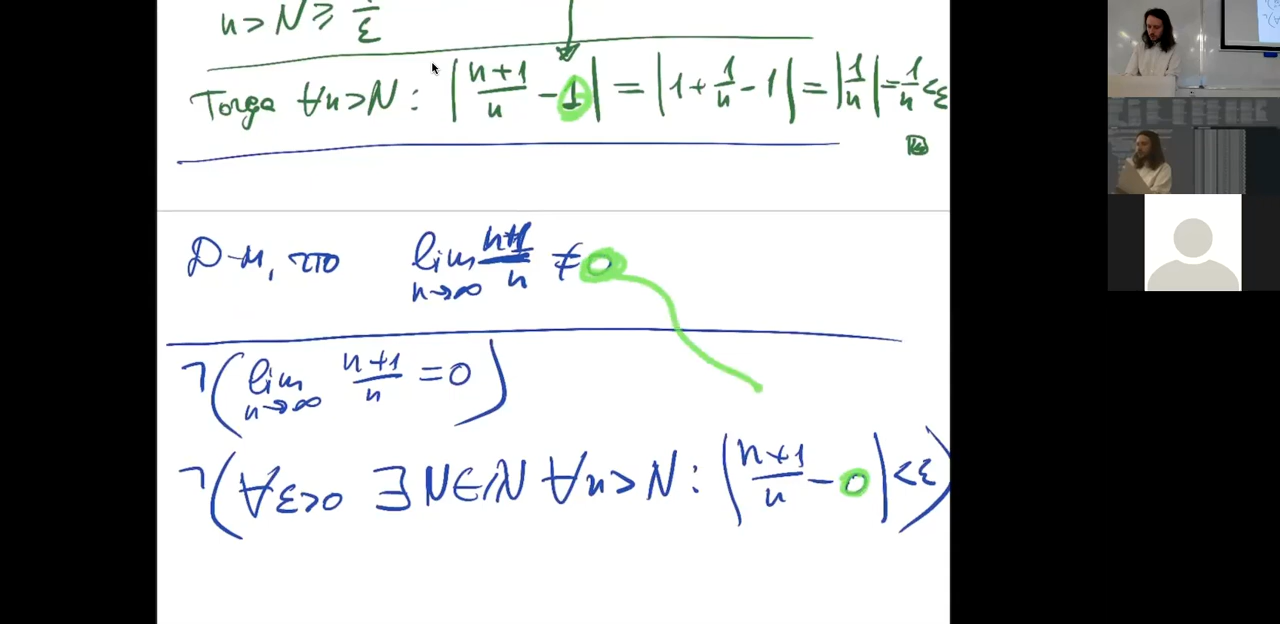 n > N ⩾ 1/ε
Тогда ∀n>N : |(n+1)/n − 1| = |1 + 1/n − 1| = |1/n| = 1/n < ε
Д-м, что lim_{n→∞} (n+1)/n ≠ 0
¬( lim_{n→∞} (n+1)/n = 0 )
¬( ∀ε>0 ∃ N∈ℕ ∀n>N : |(n+1)/n − 0| < ε )